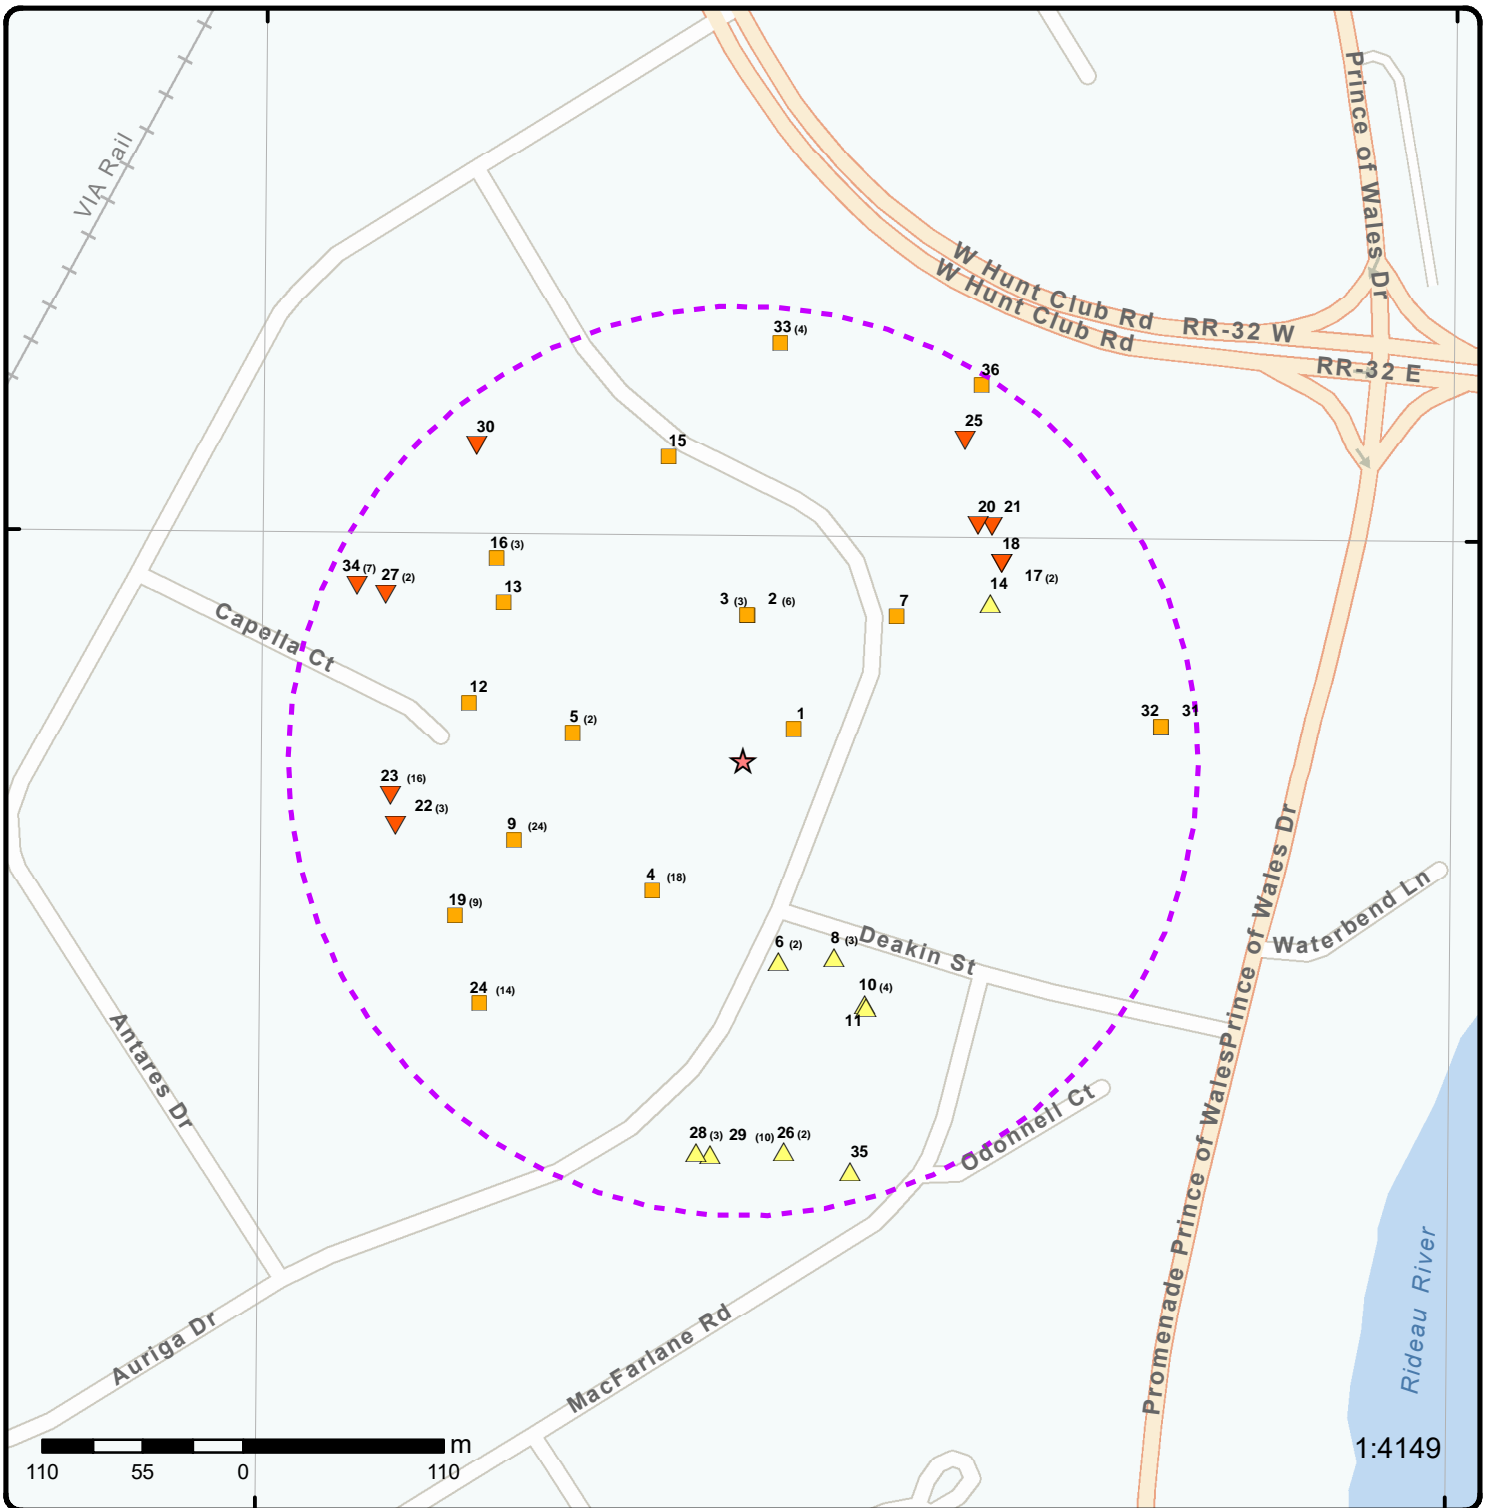 Prince of Wales Dr
VIA Rail
W Hunt Club Rd
RR-32 W
W Hunt Club Rd
RR-32 E
33 (4)
36
25
30
15
20
21
18
17 (2)
14
16 (3)
34 (7)
27 (2)
13
3 (3)
2 (6)
7
Capella Ct
12
5 (2)
1
32
31
23 (16)
22 (3)
9 (24)
4 (18)
19 (9)
Prince of Wales Dr
Waterbend Ln
Deakin St
6 (2)
8 (3)
10 (4)
11
24 (14)
Antares Dr
Promenade Prince of Wales
Odonnell Ct
28 (3)
29 (10)
26 (2)
35
Rideau River
Auriga Dr
MacFarlane Rd
m
110
55
0
110
1:4149